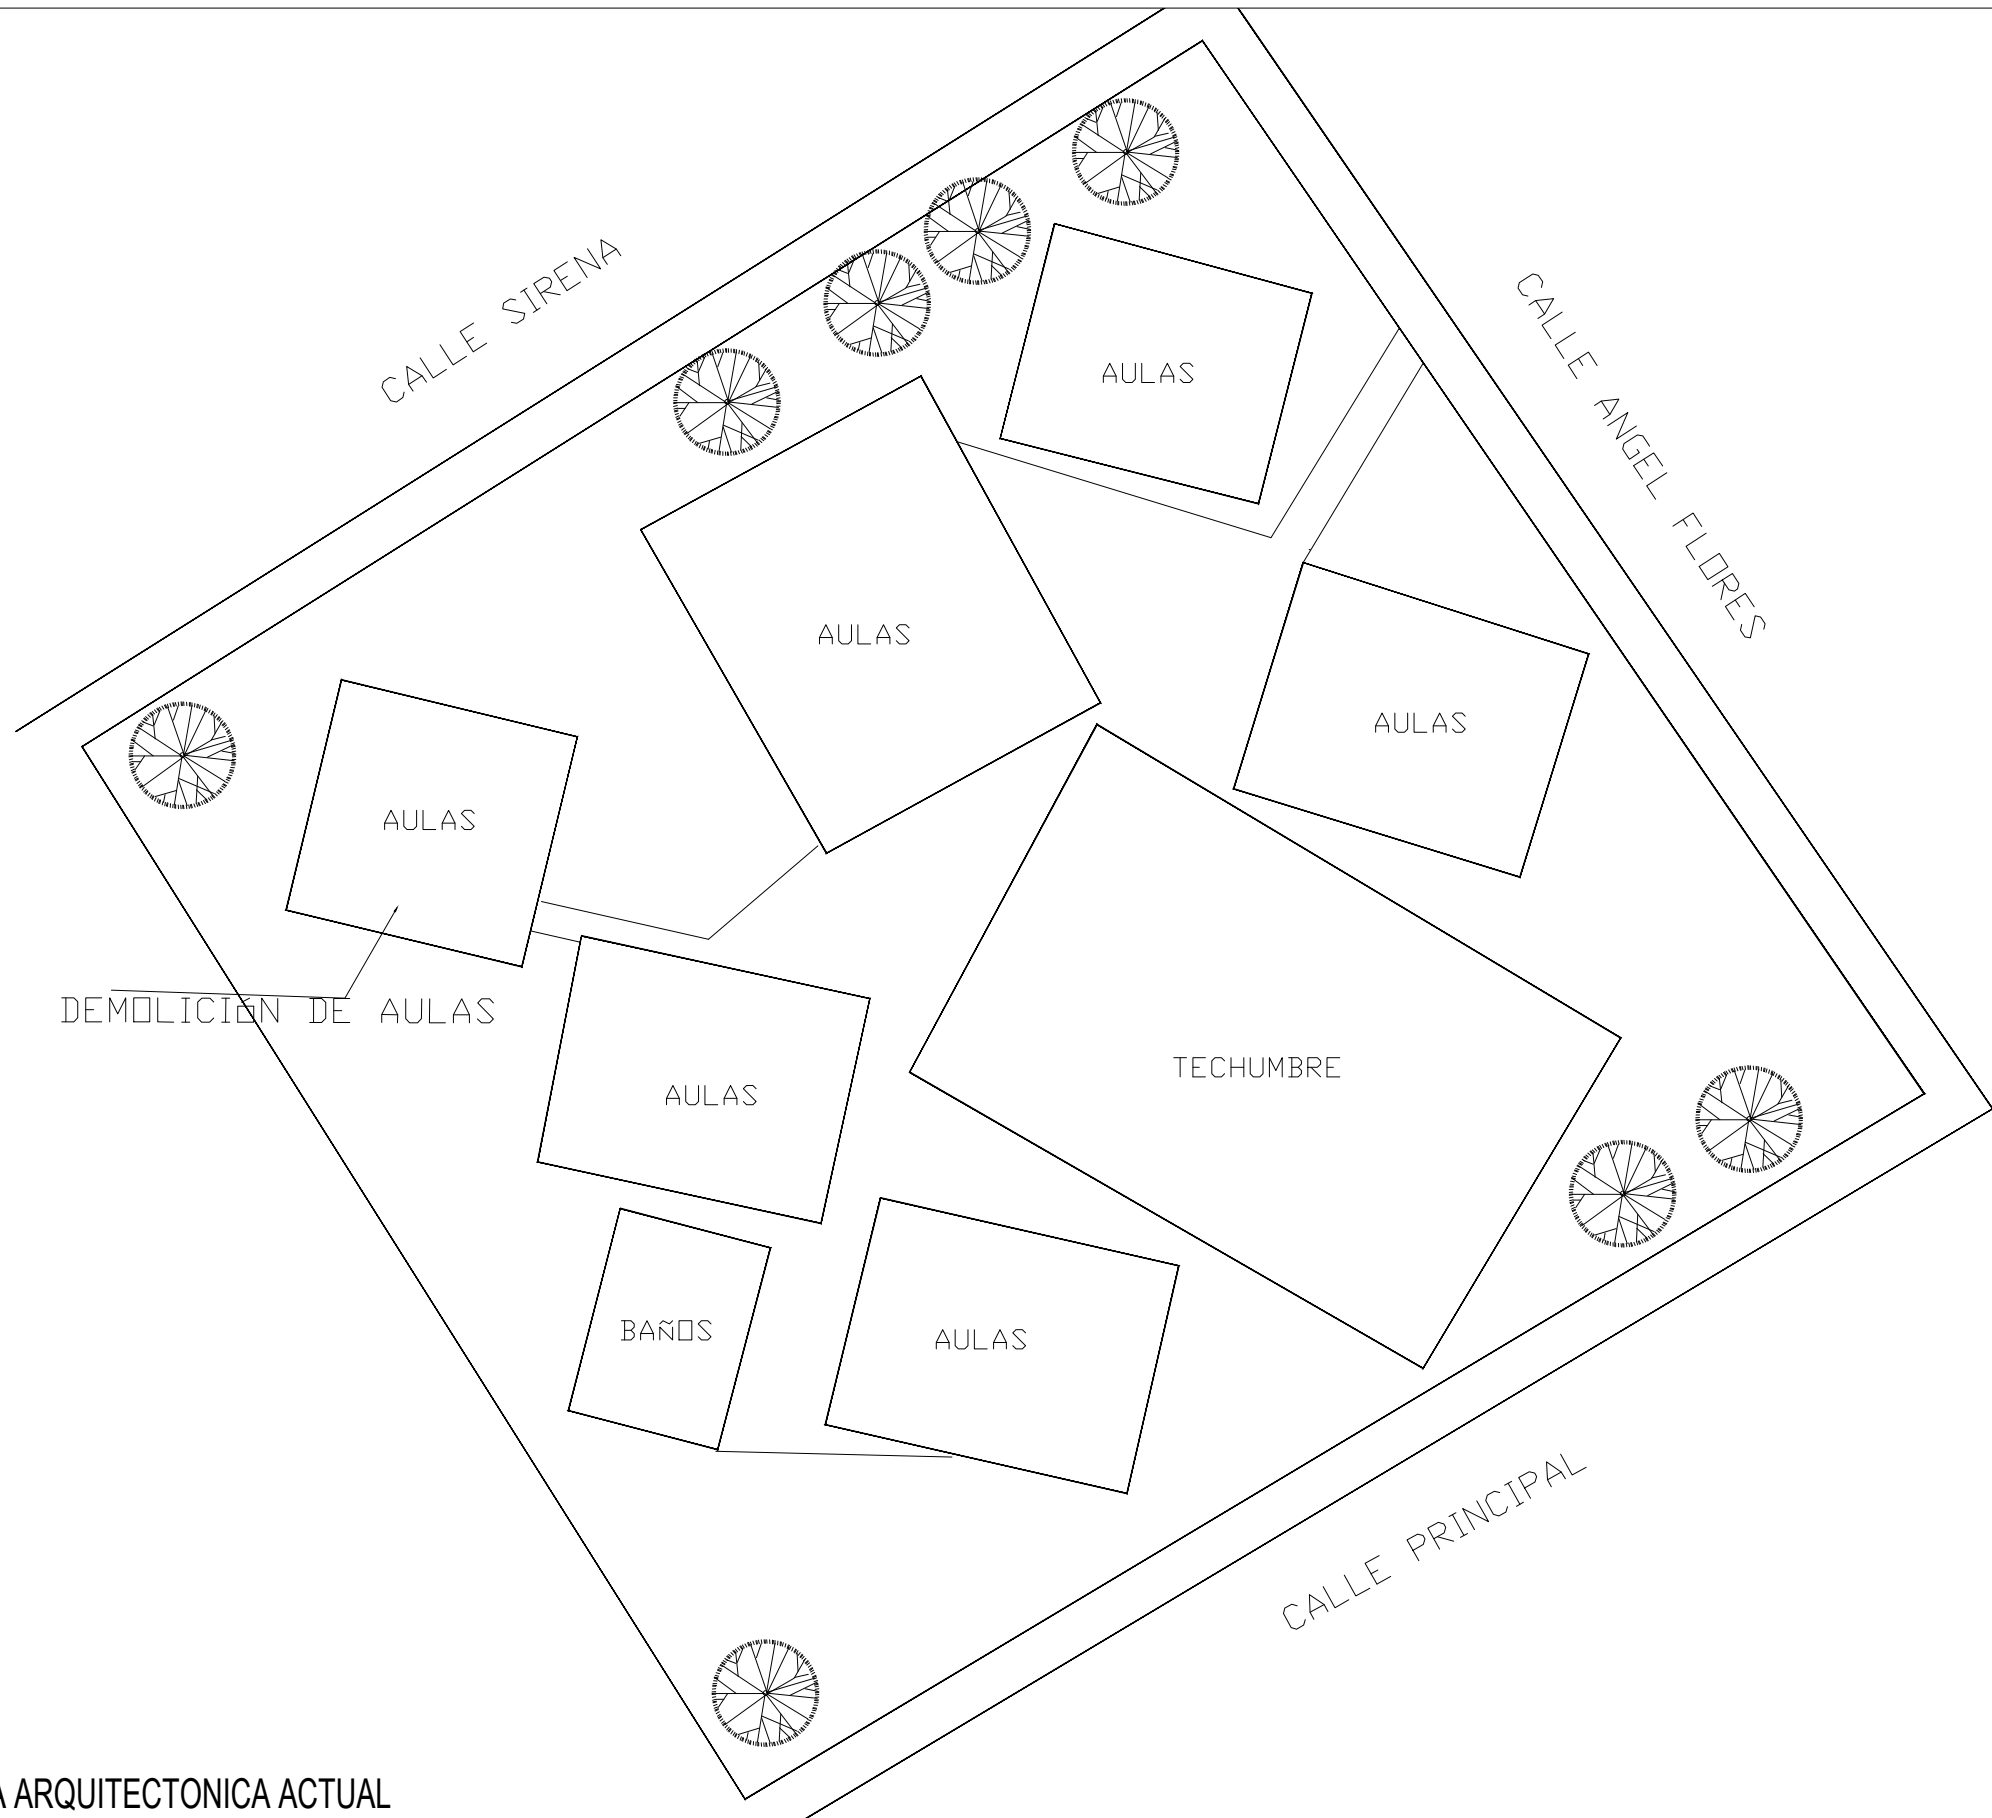 CALLE SIRENA
CALLE ANGEL FLORES
AULAS
AULAS
AULAS
AULAS
DEMOLICIóN DE AULAS
AULAS
TECHUMBRE
BAñOS
AULAS
CALLE PRINCIPAL
A ARQUITECTONICA ACTUAL